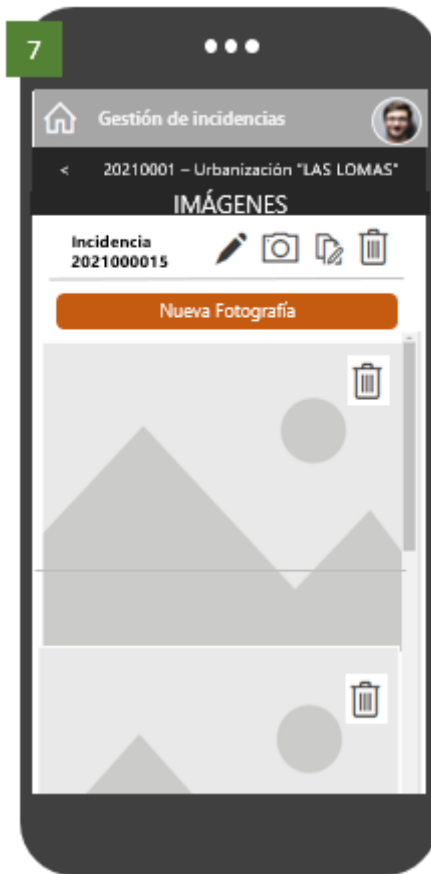 7
Gestión de incidencias
< 20210001 – Urbanización "LAS LOMAS"
IMÁGENES
Incidencia
2021000015
Nueva Fotografía